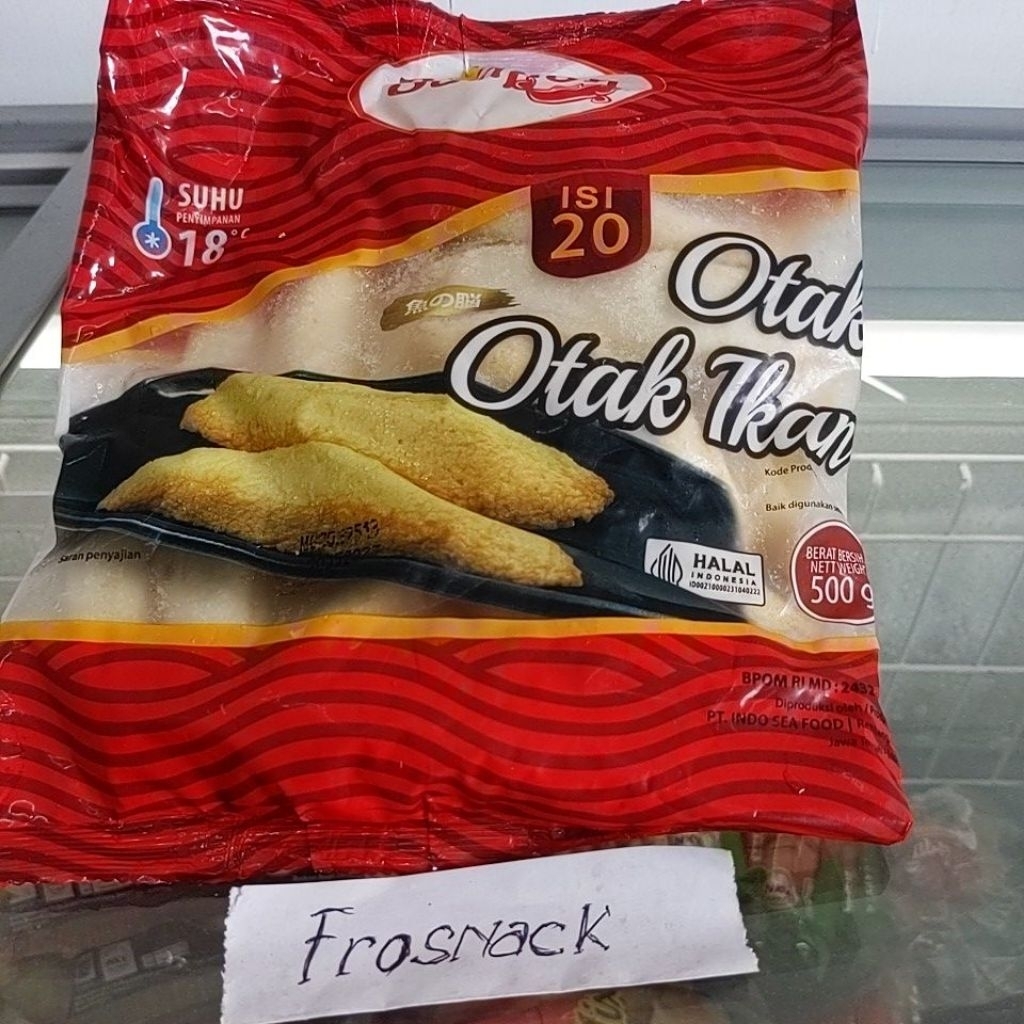 SUHU
PENYIMPANAN
18°C
ISI
20
魚の脳
Otak
Otak Ikan
Kode Prod
Baik digunakan
Saran penyajian
HALAL
INDONESIA
ID00210000231040222
BERAT BERSIH
NETT WEIGHT
500 g
BPOM RI MD : 2432
Diproduksi oleh /
PT. INDO SEA FOOD |
Frosnack